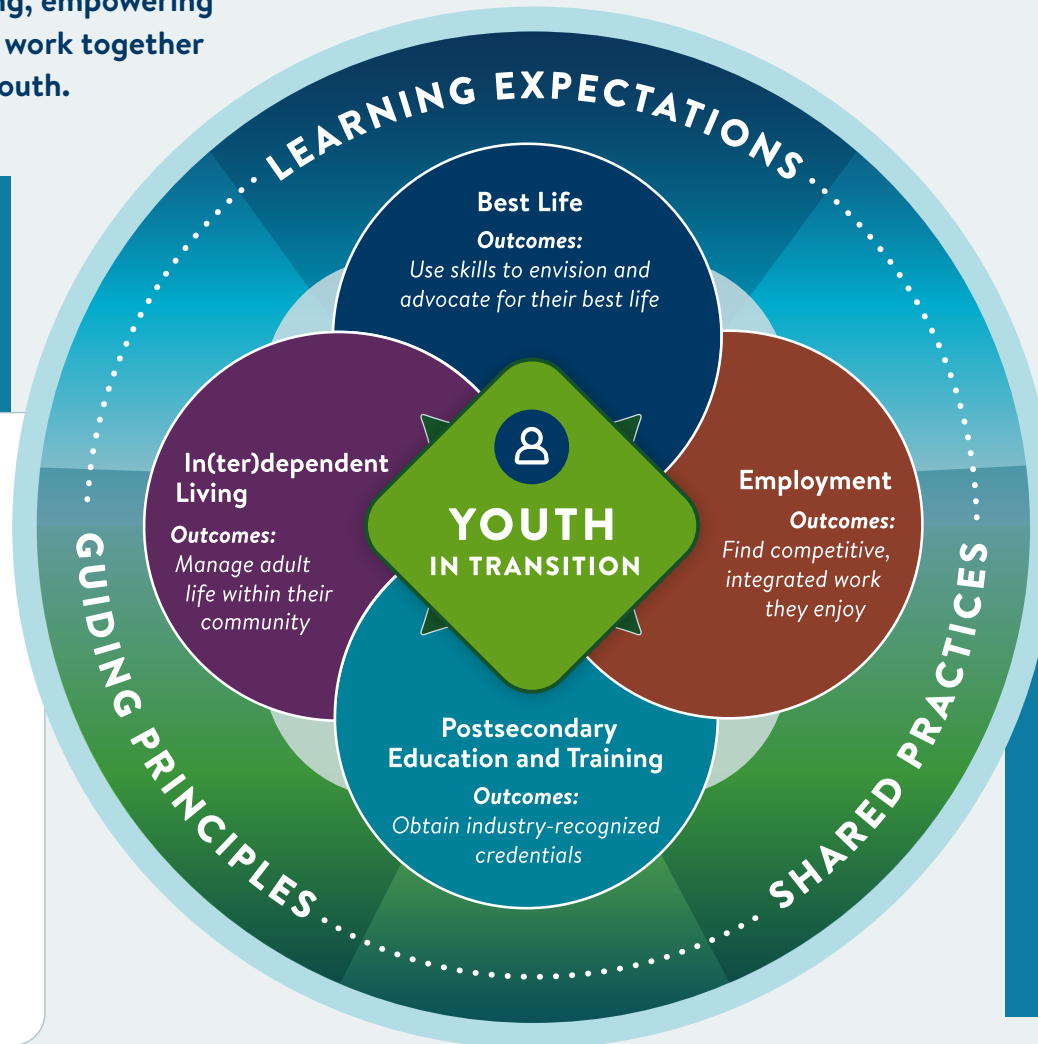 empowering
work together
outh.
LEARNING EXPECTATIONS
Best Life
Outcomes:
Use skills to envision and
advocate for their best life
In(ter)dependent
Living
Outcomes:
Manage adult
life within their
community
YOUTH
IN TRANSITION
Employment
Outcomes:
Find competitive,
integrated work
they enjoy
Postsecondary
Education and Training
Outcomes:
Obtain industry-recognized
credentials
GUIDING PRINCIPLES
SHARED PRACTICES